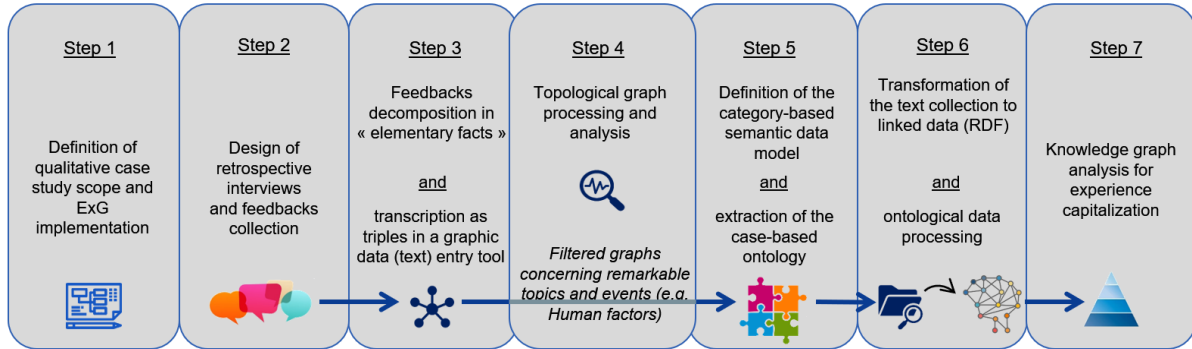 Step 1
Definition of
qualitative case
study scope and
ExG
implementation
Step 2
Design of
retrospective
interviews
and feedbacks
collection
Step 3
Feedbacks
decomposition in
« elementary facts »
and
transcription as
triples in a graphic
data (text) entry tool
Step 4
Topological graph
processing and
analysis
Filtered graphs
concerning remarkable
topics and events (e.g.
Human factors)
Step 5
Definition of the
category-based
semantic data
model
and
extraction of the
case-based
ontology
Step 6
Transformation of
the text collection to
linked data (RDF)
and
ontological data
processing
Step 7
Knowledge graph
analysis for
experience
capitalization